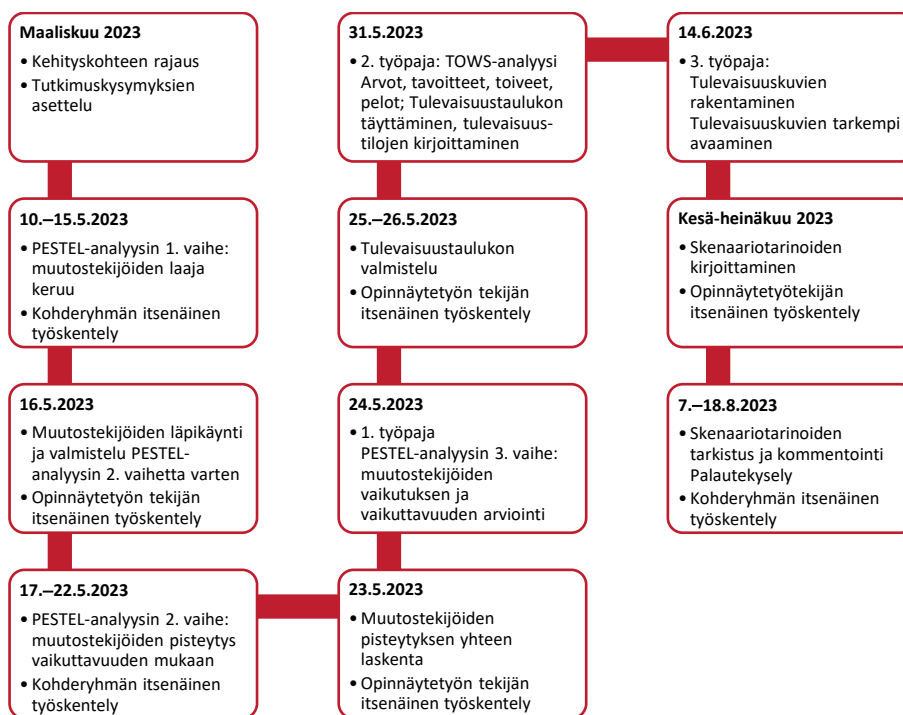 Maaliskuu 2023
• Kehityskohteen rajaus
• Tutkimuskysymyksien
asettelu
10.–15.5.2023
• PESTEL-analyysin 1. vaihe:
muutostekijöiden laaja
keruu
• Kohderyhmän itsenäinen
työskentely
16.5.2023
• Muutostekijöiden läpikäynti
ja valmistelu PESTEL-
analyysin 2. vaihetta varten
• Opinnäytetyön tekijän
itsenäinen työskentely
17.–22.5.2023
• PESTEL-analyysin 2. vaihe:
muutostekijöiden pisteytys
vaikuttavuuden mukaan
• Kohderyhmän itsenäinen
työskentely
23.5.2023
• Muutostekijöiden
pisteytyksen yhteen
laskenta
• Opinnäytetyön tekijän
itsenäinen työskentely
24.5.2023
• 1. työpaja
PESTEL-analyysin 3. vaihe:
muutostekijöiden
vaikutuksen ja
vaikuttavuuden arviointi
25.–26.5.2023
• Tulevaisuustaulukon
valmistelu
• Opinnäytetyön tekijän
itsenäinen työskentely
31.5.2023
• 2. työpaja: TOWS-analyysi
Arvot, tavoitteet, toiveet,
pelot; Tulevaisuustaulukon
täyttäminen, tulevaisuus-
tilojen kirjoittaminen
14.6.2023
• 3. työpaja:
Tulevaisuuskuvien
rakentaminen
Tulevaisuuskuvien tarkempi
avaaminen
Kesä-heinäkuu 2023
• Skenaariotarinoiden
kirjoittaminen
• Opinnäytetyötekijän
itsenäinen työskentely
7.–18.8.2023
• Skenaariotarinoiden
tarkistus ja kommentointi
Palautekysely
• Kohderyhmän itsenäinen
työskentely